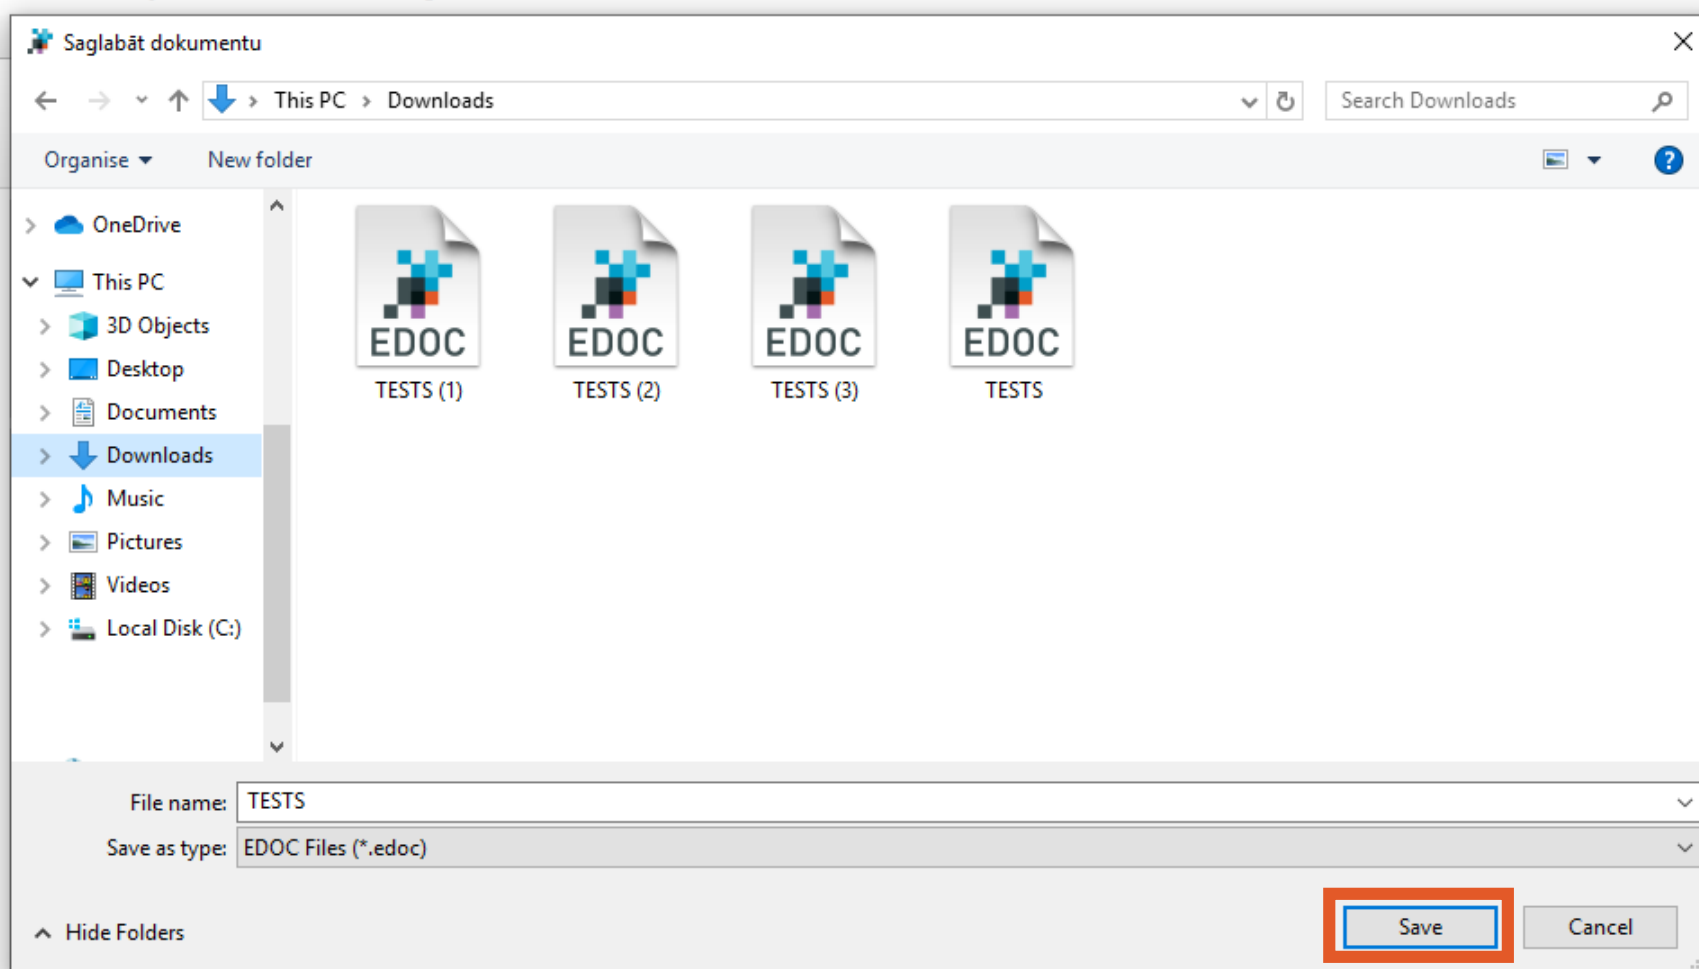 Saglabāt dokumentu
This PC > Downloads
Search Downloads
Organise
New folder
OneDrive
This PC
3D Objects
Desktop
Documents
Downloads
Music
Pictures
Videos
Local Disk (C:)
EDOC
EDOC
EDOC
EDOC
TESTS (1)
TESTS (2)
TESTS (3)
TESTS
File name: TESTS
Save as type: EDOC Files (*.edoc)
Hide Folders
Save
Cancel